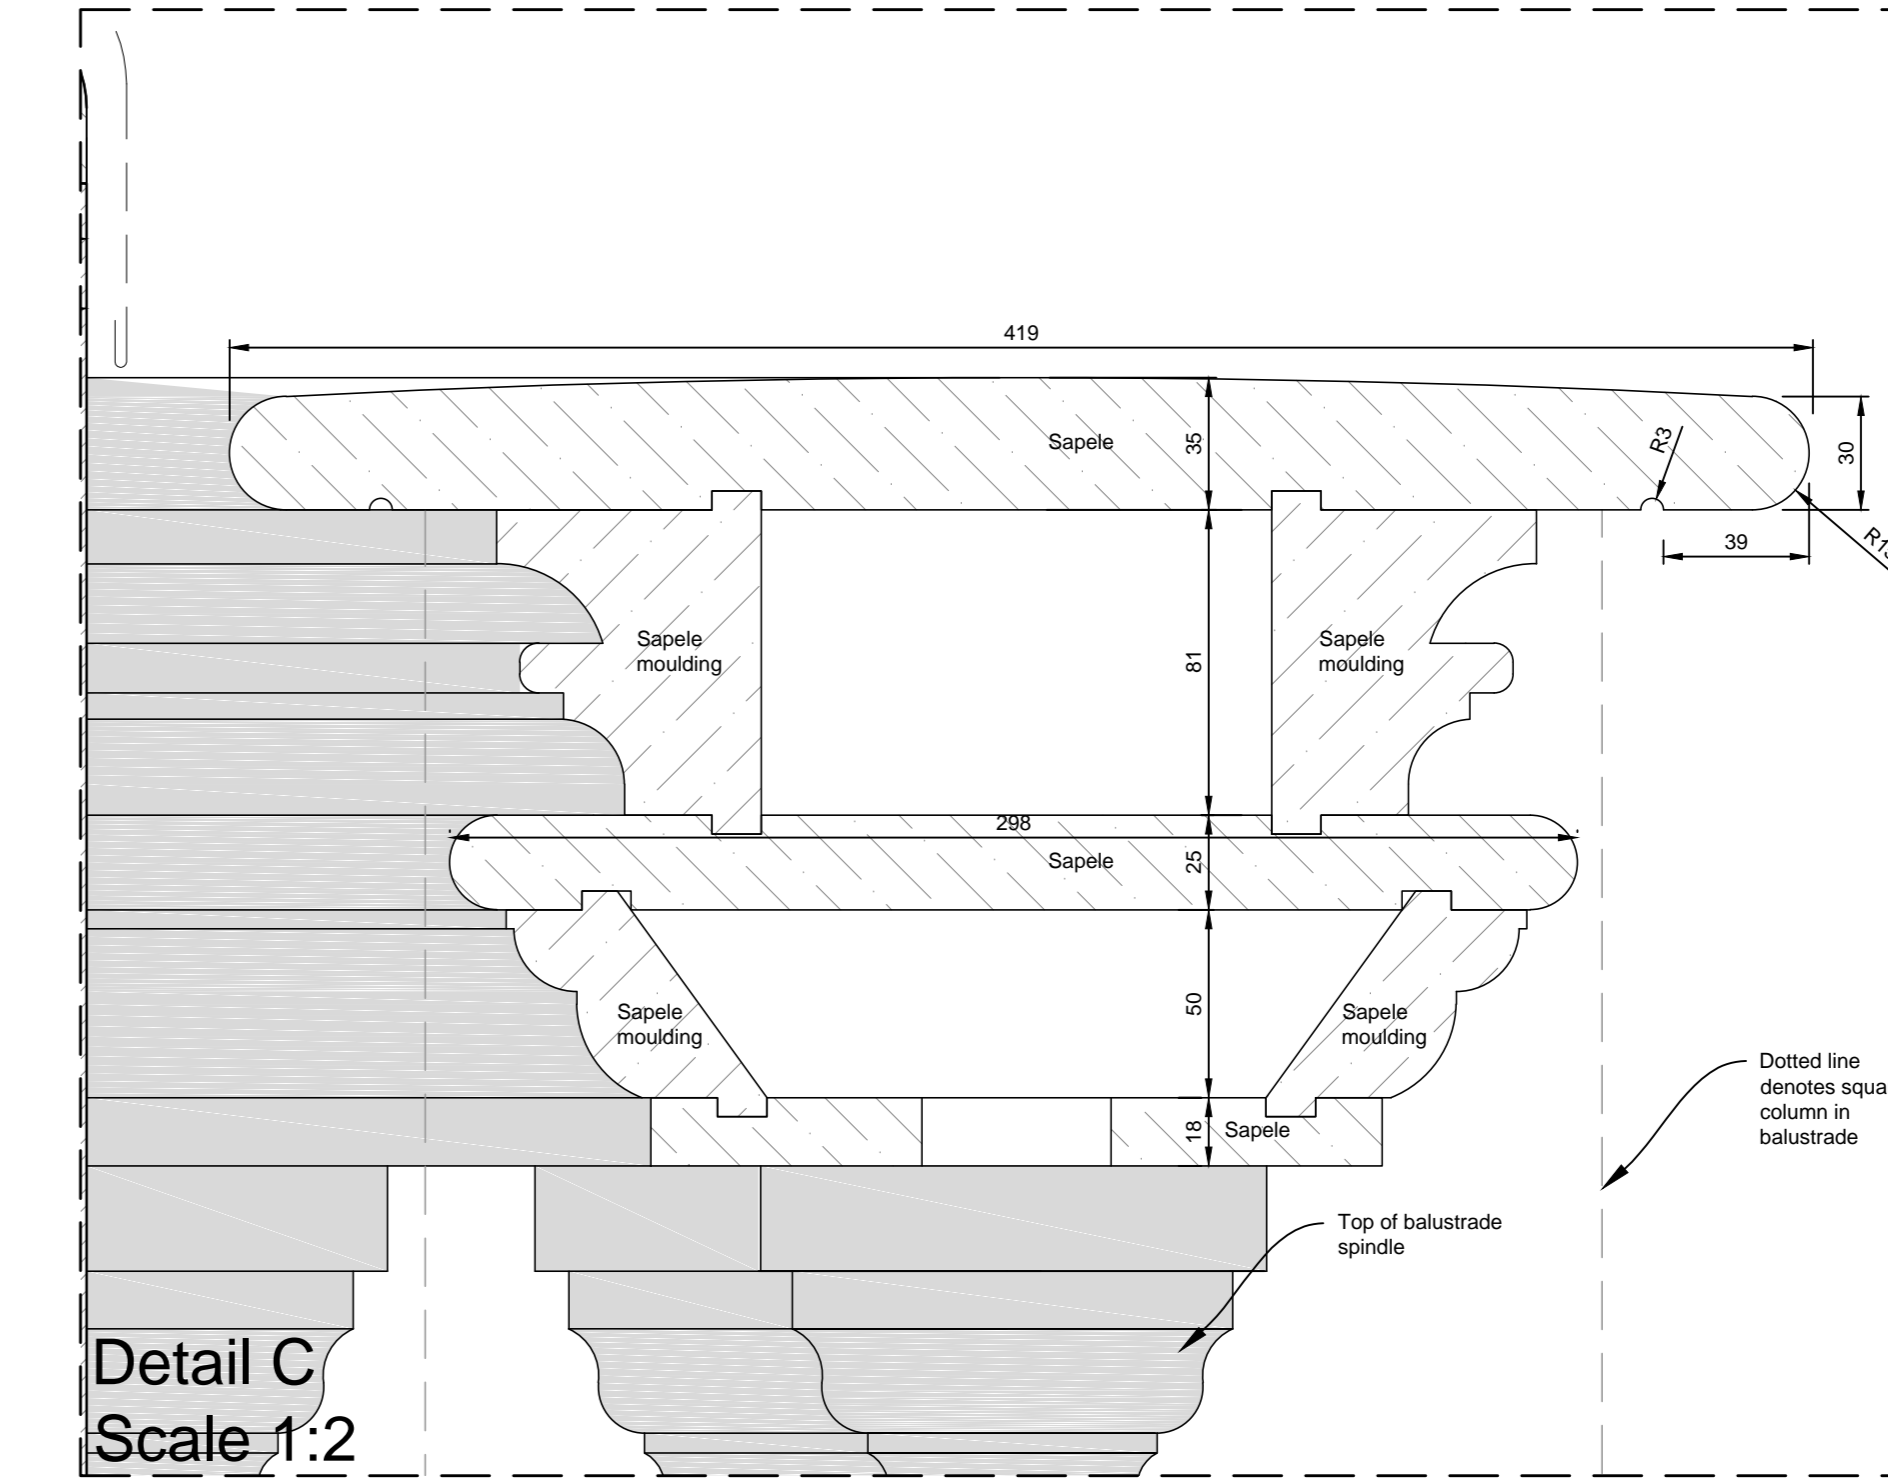 419
Sapele
35
R3
30
39
Sapele
moulding
81
Sapele
moulding
298
Sapele
25
Sapele
moulding
50
Sapele
moulding
18
Sapele
Dotted line
denotes
column in
balustrade
Top of balustrade
spindle
Detail C
Scale 1:2